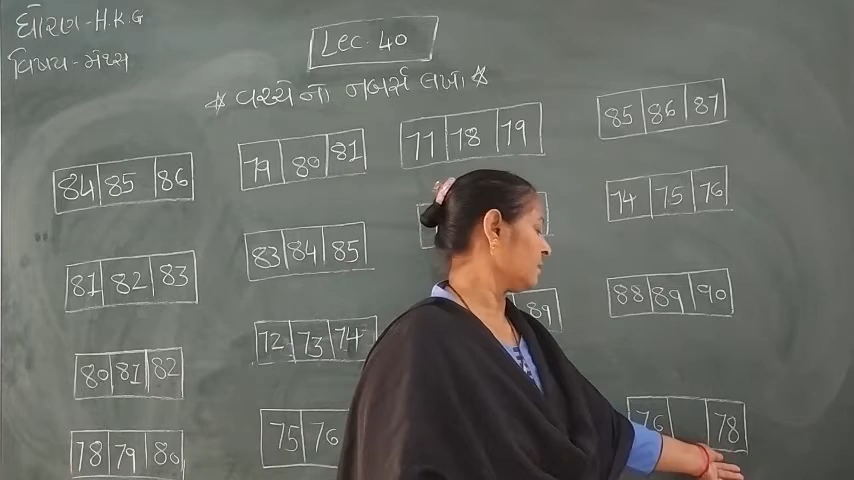 ધોરણ - H.K.G
વિષય - મેથ્સ
Lec. 40
* વચ્ચેના નંબર્સ લખો *
84 85 86
79 80 81
77 78 79
85 86 87
81 82 83
83 84 85
74 75 76
80 81 82
72 73 74
89
88 89 90
78 79 80
75 76
76 78